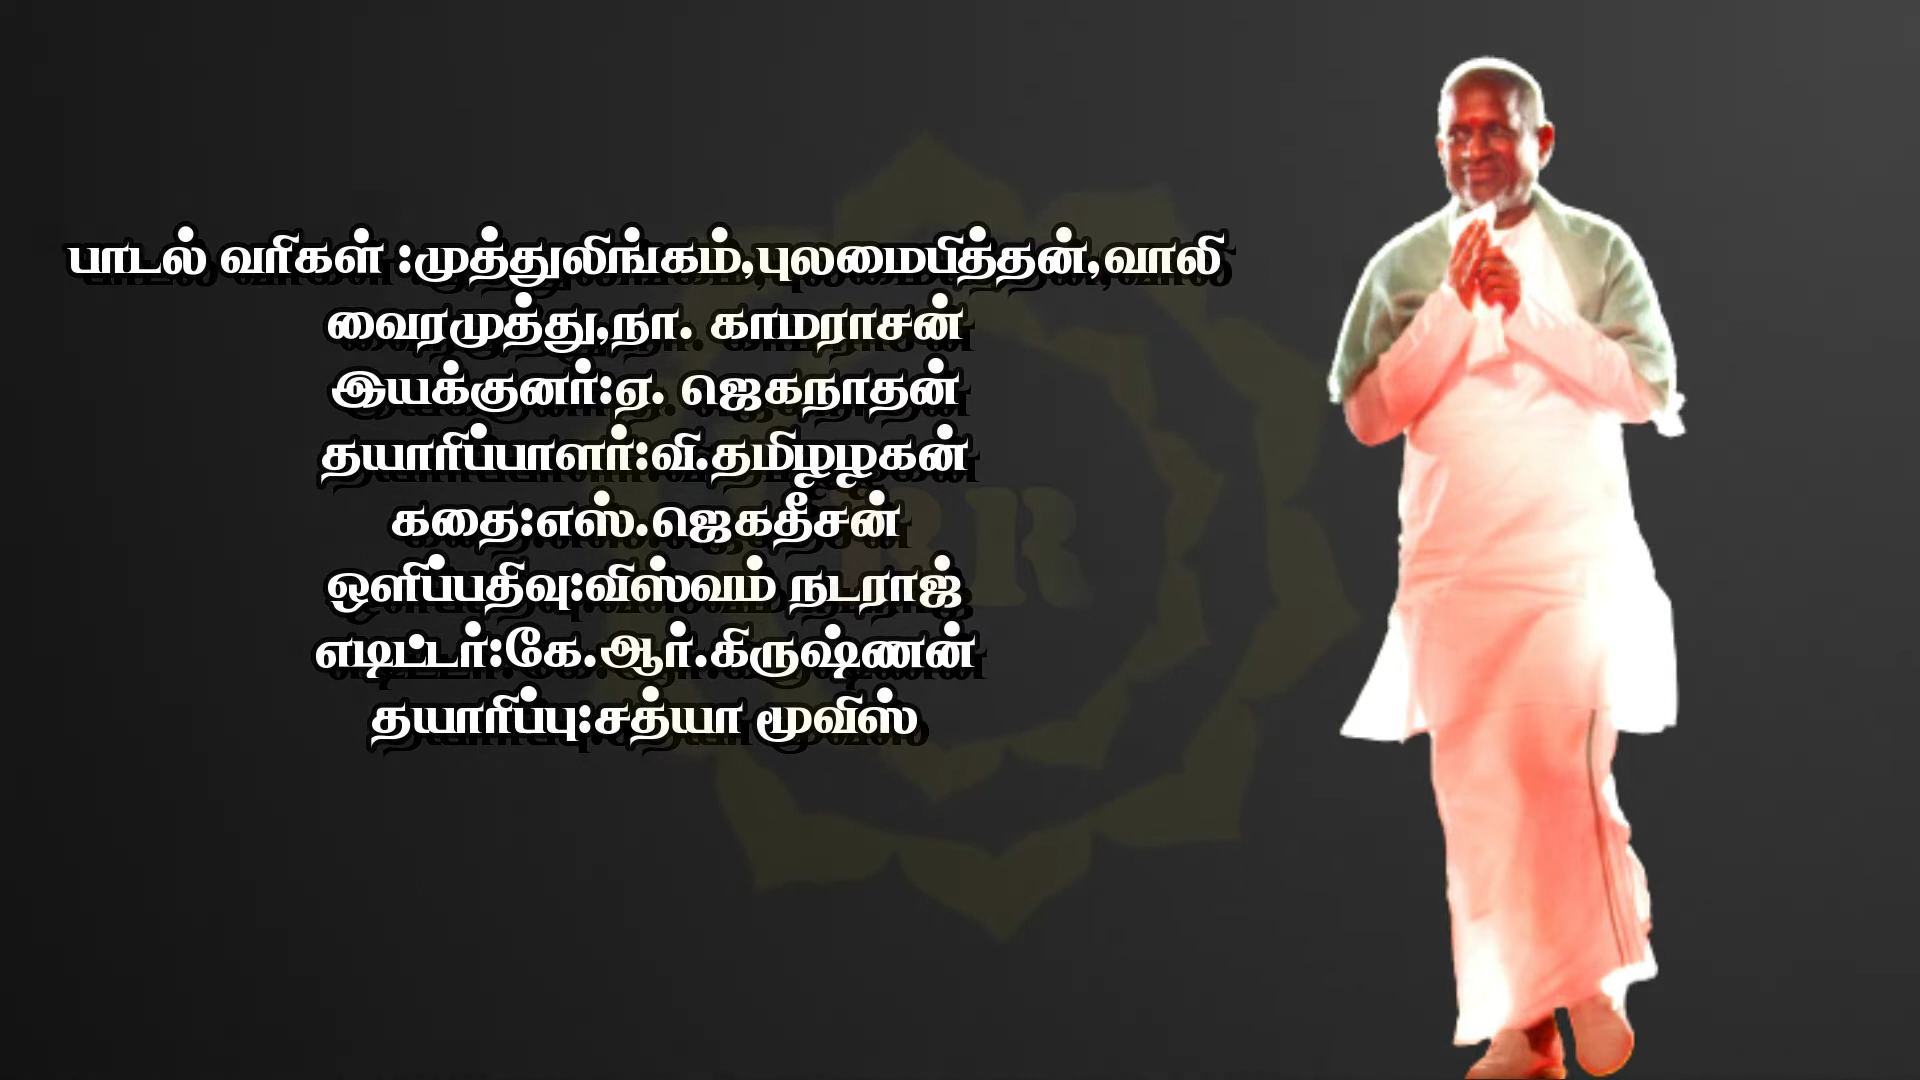 பாடல் வரிகள் :முத்துலிங்கம்,புலமைபித்தன்,வாலி
வைரமுத்து,நா. காமராசன்
இயக்குனர்:ஏ. ஜெகநாதன்
தயாரிப்பாளர்:வி.தமிழழகன்
கதை:எஸ்.ஜெகதீசன்
ஒளிப்பதிவு:விஸ்வம் நடராஜ்
எடிட்டர்:கே.ஆர்.கிருஷ்ணன்
தயாரிப்பு:சத்யா மூவிஸ்